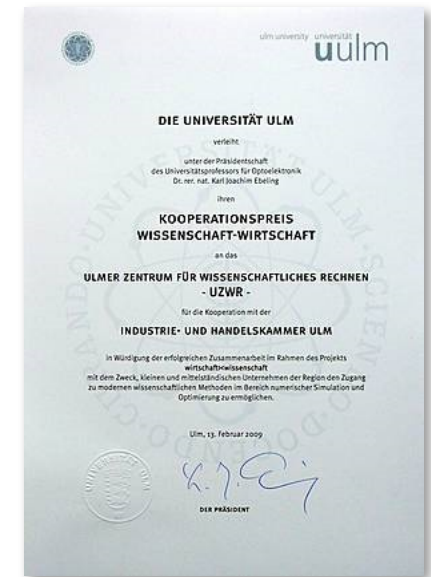 ulm university universität
uulm
DIE UNIVERSITÄT ULM
verleiht
unter der Präsidentschaft
des Universitätsprofessors für Optoelektronik
Dr. rer. nat. Karl Joachim Ebeling
ihren
KOOPERATIONSPREIS
WISSENSCHAFT-WIRTSCHAFT
an das
ULMER ZENTRUM FÜR WISSENSCHAFTLICHES RECHNEN
- UZWR -
für die Kooperation mit der
INDUSTRIE- UND HANDELSKAMMER ULM
in Würdigung der erfolgreichen Zusammenarbeit im Rahmen des Projekts
wirtschaft<>wissenschaft
mit dem Zweck, kleinen und mittelständischen Unternehmen der Region den Zugang
zu modernen wissenschaftlichen Methoden im Bereich numerischer Simulation und
Optimierung zu ermöglichen.
Ulm, 13. Februar 2009
DER PRÄSIDENT
UNIVERSITÄT ULM